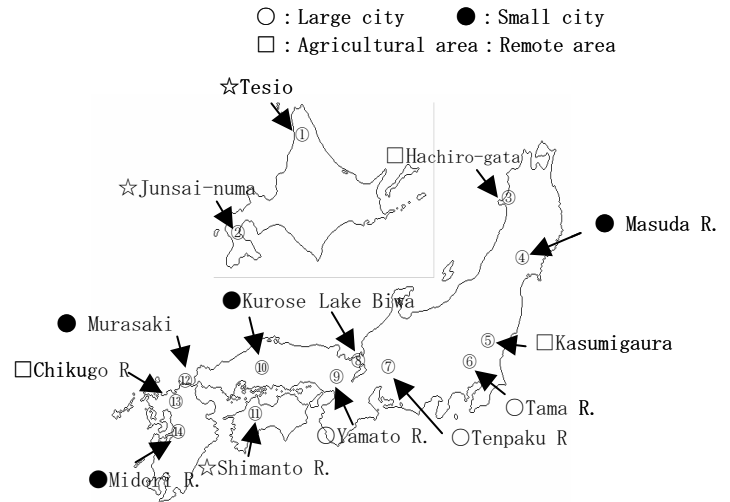 ○：Large city ●：Small city
□：Agricultural area：Remote area
☆Tesio
①
□Hachiro-gata
☆Junsai-numa
③
②
● Masuda R.
④
●Kurose Lake Biwa
● Murasaki
⑤
□Kasumigaura
□Chikugo R
⑧
⑥
⑩
⑦
⑨
⑫
⑬
○Tama R.
⑪
⑭
○Yamato R.
○Tenpaku R
☆Shimanto R.
●Midori R.